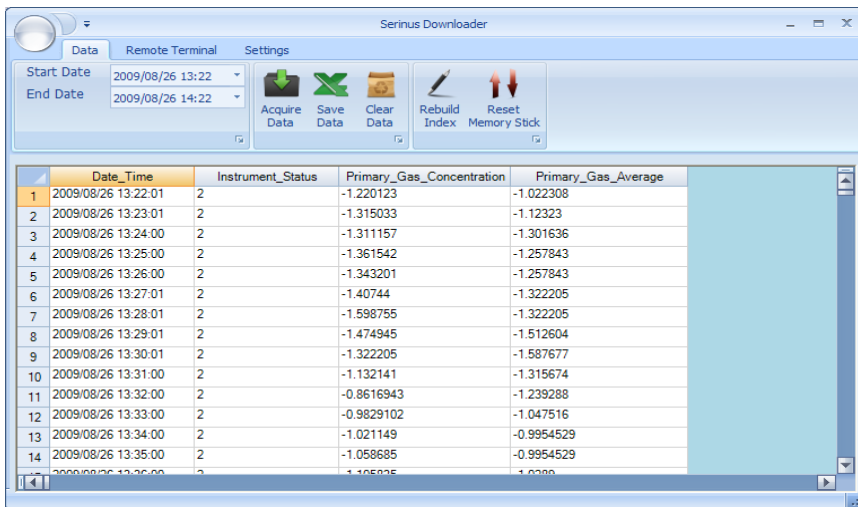 Serinus Downloader
Data Remote Terminal Settings
Start Date 2009/08/26 13:22
End Date 2009/08/26 14:22
Acquire Data
Save Data
Clear Data
Rebuild Index
Reset Memory Stick
Date_Time Instrument_Status Primary_Gas_Concentration Primary_Gas_Average
1 2009/08/26 13:22:01 2 -1.220123 -1.022308
2 2009/08/26 13:23:01 2 -1.315033 -1.12323
3 2009/08/26 13:24:00 2 -1.311157 -1.301636
4 2009/08/26 13:25:00 2 -1.361542 -1.257843
5 2009/08/26 13:26:00 2 -1.343201 -1.257843
6 2009/08/26 13:27:01 2 -1.40744 -1.322205
7 2009/08/26 13:28:01 2 -1.598755 -1.322205
8 2009/08/26 13:29:01 2 -1.474945 -1.512604
9 2009/08/26 13:30:01 2 -1.322205 -1.587677
10 2009/08/26 13:31:00 2 -1.132141 -1.315674
11 2009/08/26 13:32:00 2 -0.8616943 -1.239288
12 2009/08/26 13:33:00 2 -0.9829102 -1.047516
13 2009/08/26 13:34:00 2 -1.021149 -0.9954529
14 2009/08/26 13:35:00 2 -1.058685 -0.9954529